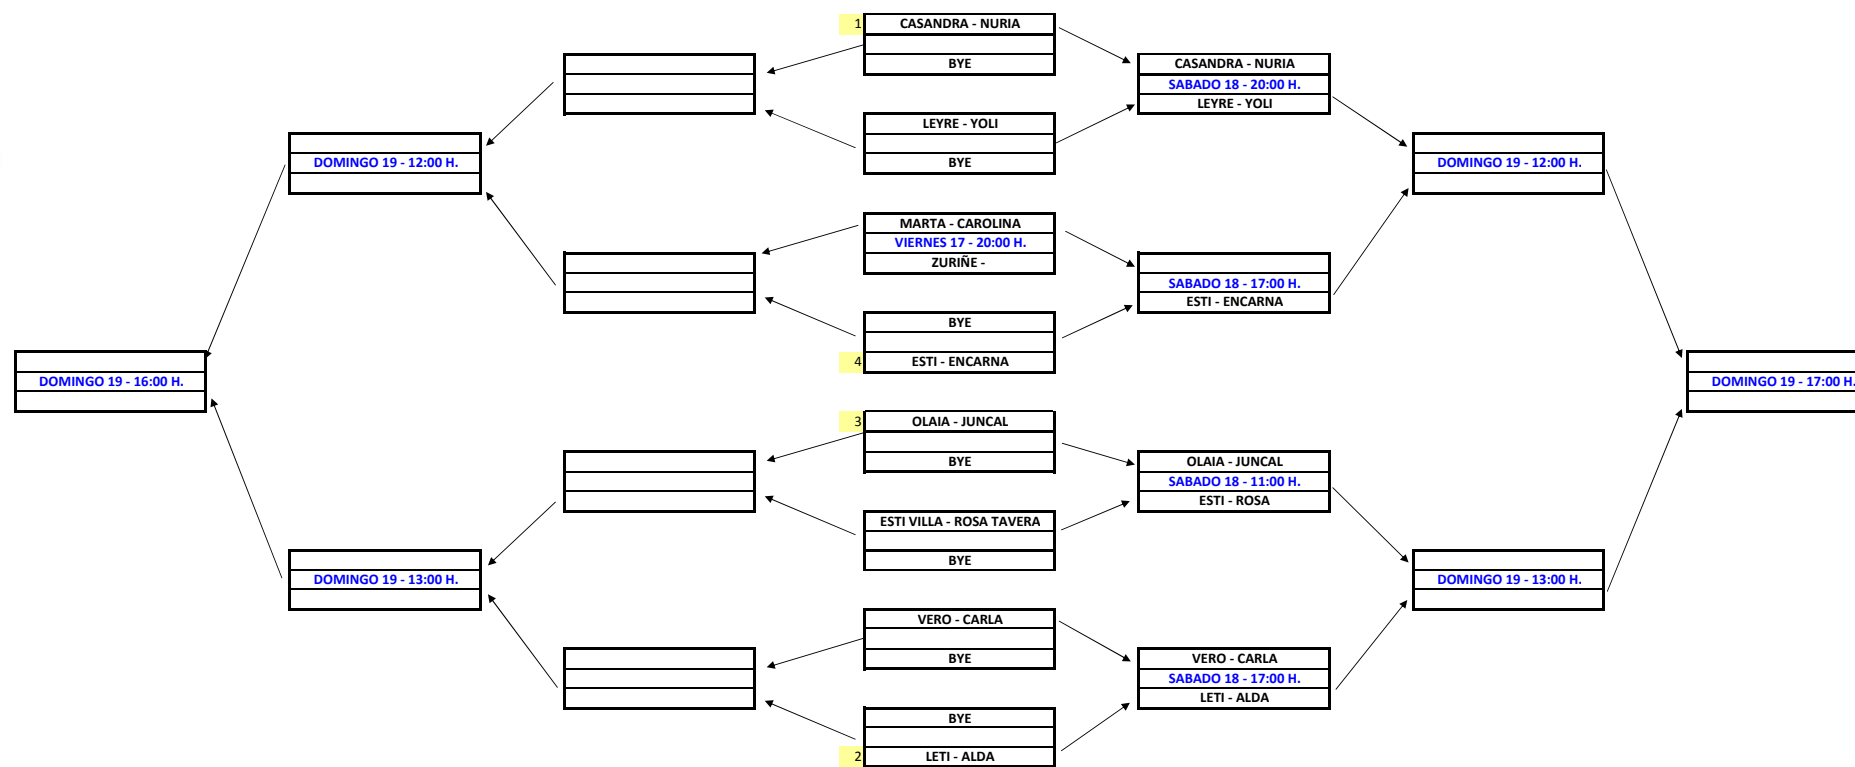 1
CASANDRA - NURIA
BYE
CASANDRA - NURIA
SABADO 18 - 20:00 H.
LEYRE - YOLI
LEYRE - YOLI
BYE
DOMINGO 19 - 12:00 H.
DOMINGO 19 - 12:00 H.
MARTA - CAROLINA
VIERNES 17 - 20:00 H.
ZURIÑE -
SABADO 18 - 17:00 H.
ESTI - ENCARNA
BYE
4
ESTI - ENCARNA
DOMINGO 19 - 16:00 H.
DOMINGO 19 - 17:00 H.
3
OLAIA - JUNCAL
BYE
OLAIA - JUNCAL
SABADO 18 - 11:00 H.
ESTI - ROSA
ESTI VILLA - ROSA TAVERA
BYE
DOMINGO 19 - 13:00 H.
DOMINGO 19 - 13:00 H.
VERO - CARLA
BYE
VERO - CARLA
SABADO 18 - 17:00 H.
LETI - ALDA
BYE
2
LETI - ALDA